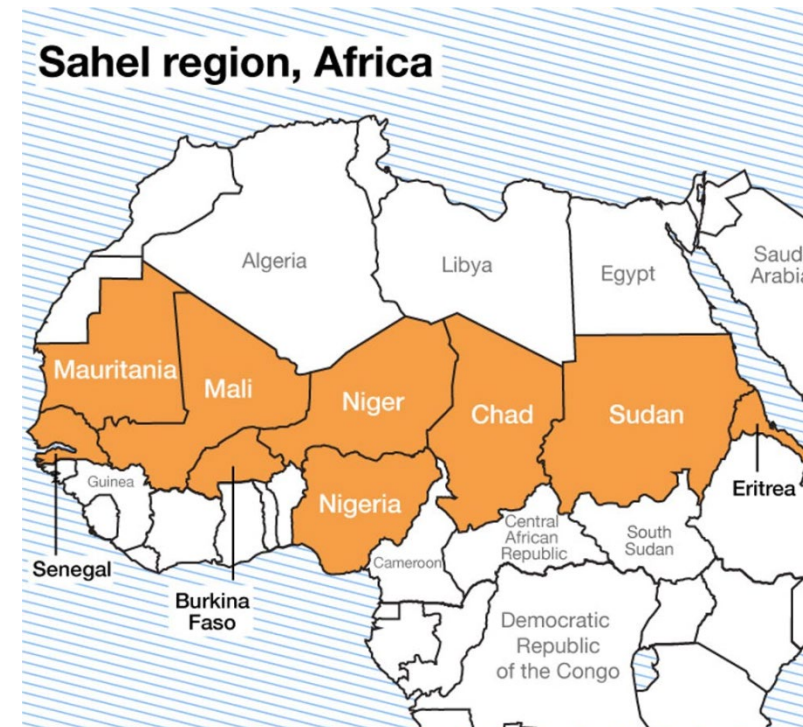 Sahel region, Africa
Algeria
Libya
Egypt
Saud
Arabia
Mauritania
Mali
Niger
Chad
Sudan
Eritrea
Guinea
Nigeria
Central
African
Republic
South
Sudan
Cameroon
Senegal
Burkina
Faso
Democratic
Republic
of the Congo